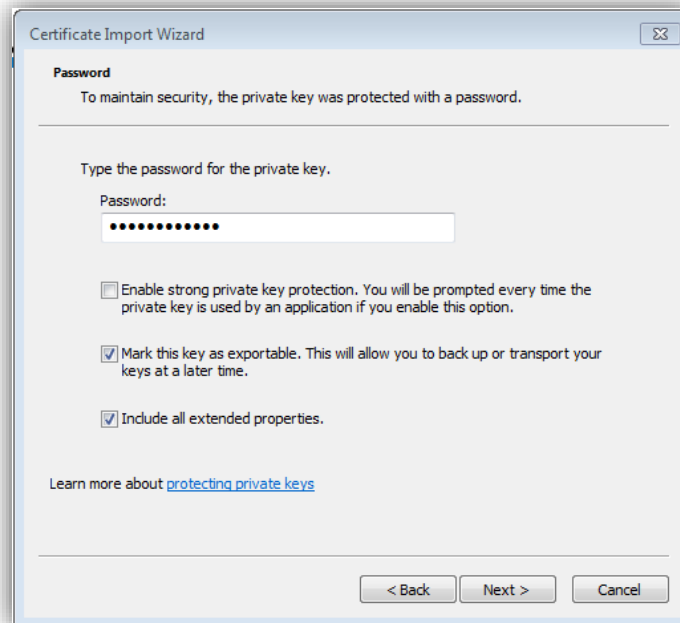 Certificate Import Wizard
Password
To maintain security, the private key was protected with a password.
Type the password for the private key.
Password:
••••••••••••
Enable strong private key protection. You will be prompted every time the
private key is used by an application if you enable this option.
Mark this key as exportable. This will allow you to back up or transport your
keys at a later time.
Include all extended properties.
Learn more about protecting private keys
< Back Next > Cancel